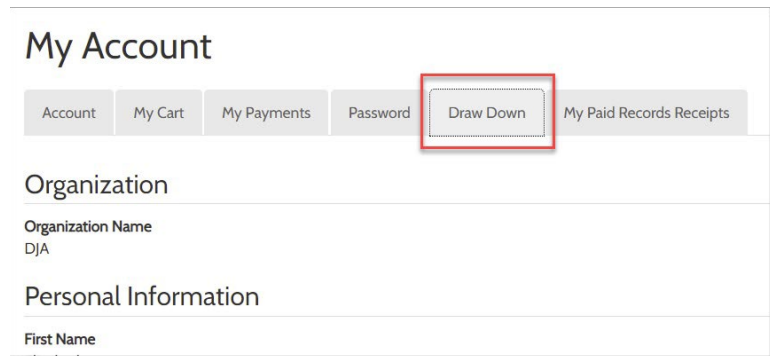 My Account
Account My Cart My Payments Password Draw Down My Paid Records Receipts
Organization
Organization Name
DJA
Personal Information
First Name